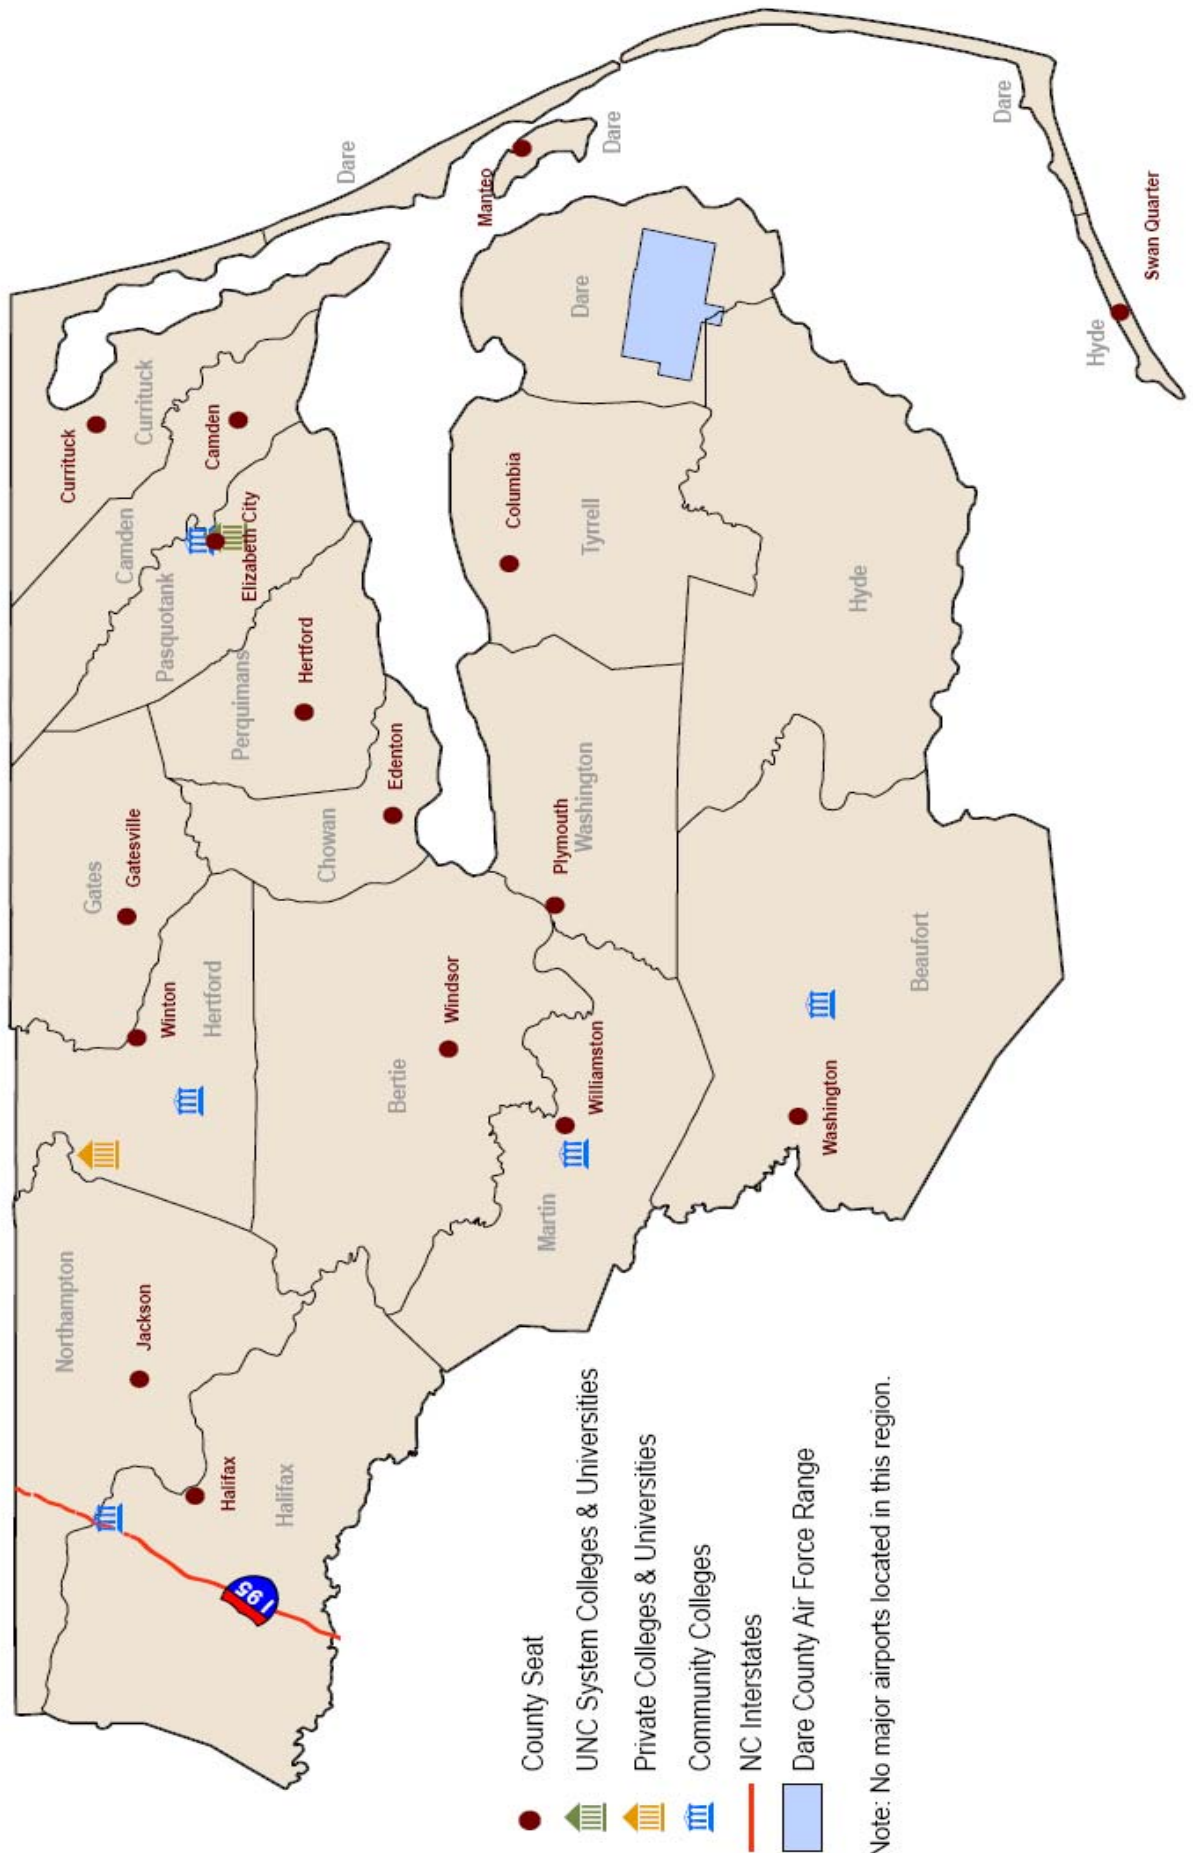 Northampton
Jackson
Halifax
Halifax
I 95
Gates
Gatesville
Winton
Hertford
Bertie
Windsor
Martin
Williamston
Chowan
Edenton
Perquimans
Hertford
Pasquotank
Elizabeth City
Camden
Camden
Currituck
Currituck
Dare
Manteo
Dare
Dare
Dare
Columbia
Tyrrell
Plymouth
Washington
Hyde
Hyde
Swan Quarter
Beaufort
Washington
County Seat
UNC System Colleges & Universities
Private Colleges & Universities
Community Colleges
NC Interstates
Dare County Air Force Range
Note: No major airports located in this region.